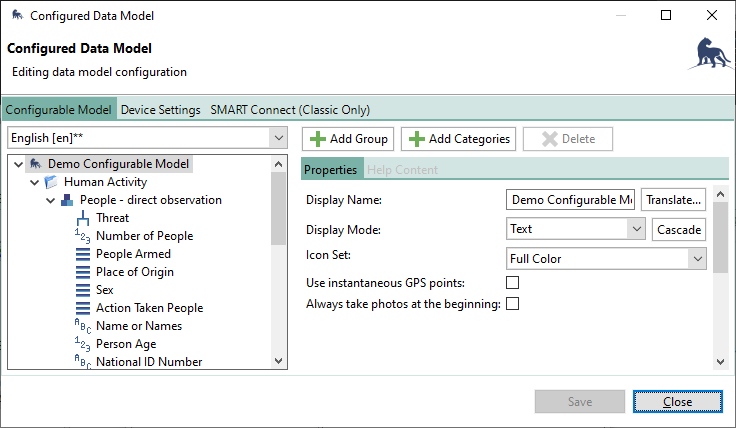 Configured Data Model
Configured Data Model
Editing data model configuration
Configurable Model Device Settings SMART Connect (Classic Only)
English [en]**
Add Group Add Categories Delete
Demo Configurable Model
Human Activity
People - direct observation
Threat
123 Number of People
People Armed
Place of Origin
Sex
Action Taken People
ABC Name or Names
123 Person Age
ABC National ID Number
Properties Help Content
Display Name: Demo Configurable Mo Translate...
Display Mode: Text Cascade
Icon Set: Full Color
Use instantaneous GPS points:
Always take photos at the beginning:
Save Close